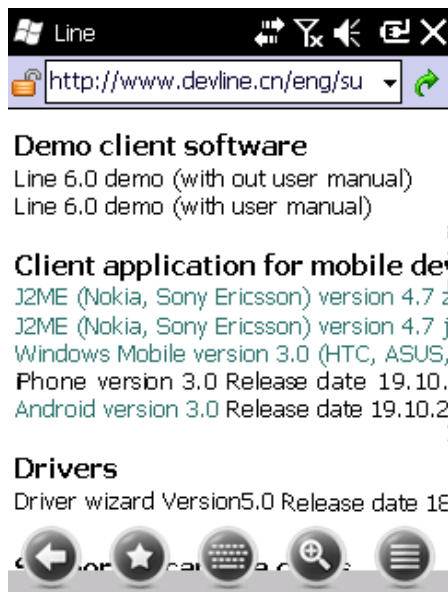 Line
http://www.devline.cn/eng/su
Demo client software
Line 6.0 demo (with out user manual)
Line 6.0 demo (with user manual)
Client application for mobile dev
J2ME (Nokia, Sony Ericsson) version 4.7 z
J2ME (Nokia, Sony Ericsson) version 4.7 j
Windows Mobile version 3.0 (HTC, ASUS,
iPhone version 3.0 Release date 19.10.
Android version 3.0 Release date 19.10.2
Drivers
Driver wizard Version5.0 Release date 18